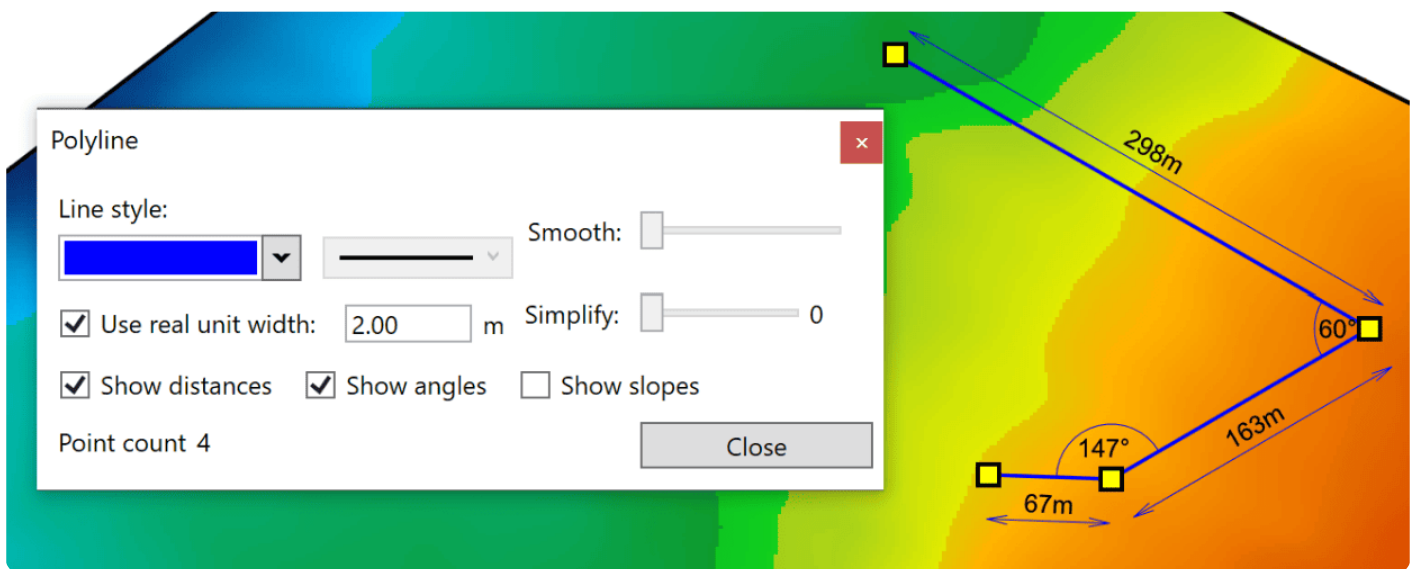 Polyline
×
Line style:
Smooth:
Use real unit width:
2.00
m
Simplify:
0
Show distances
Show angles
Show slopes
Point count 4
Close
298m
60°
163m
147°
67m